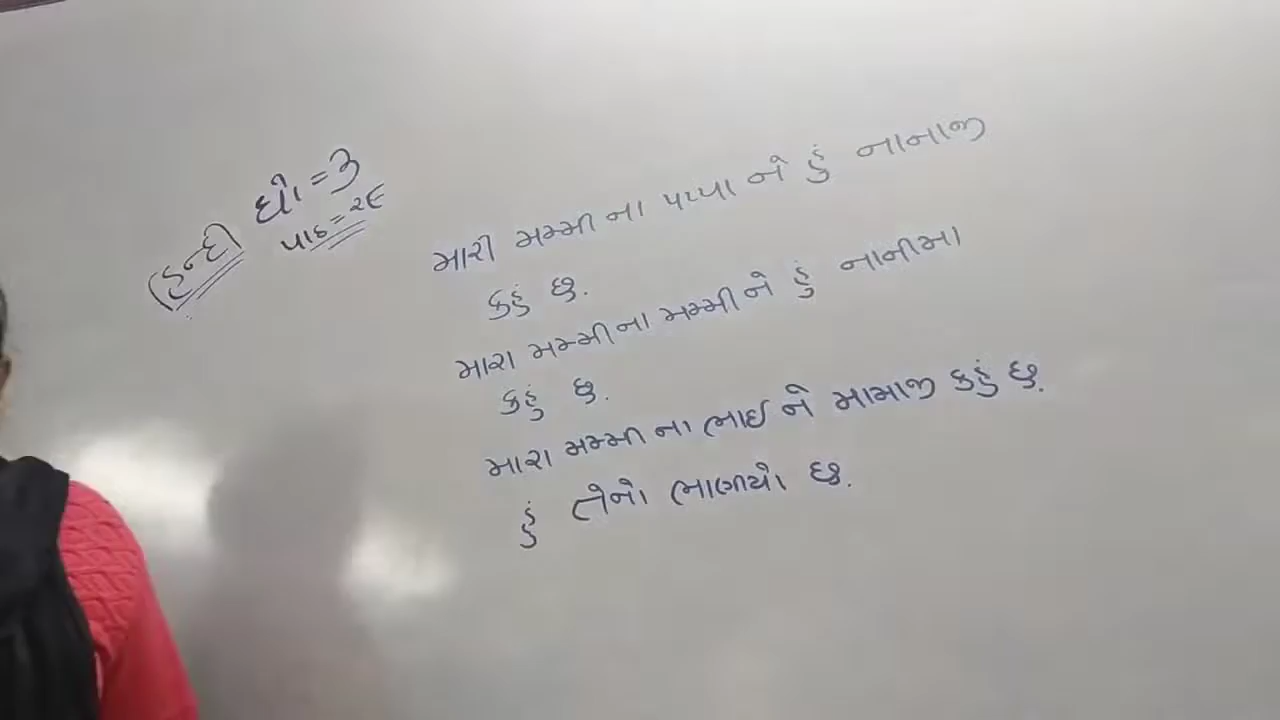 હિન્દી
ધો = 3
પાઠ = ૨૯
મારી મમ્મી ના પપ્પા ને હું નાનાજી
કહું છુ.
મારા મમ્મીના મમ્મીને હું નાનીમા
કહું છુ.
મારા મમ્મી ના ભાઈ ને મામાજી કહું છુ.
હું તેનો ભાણીયો છુ.